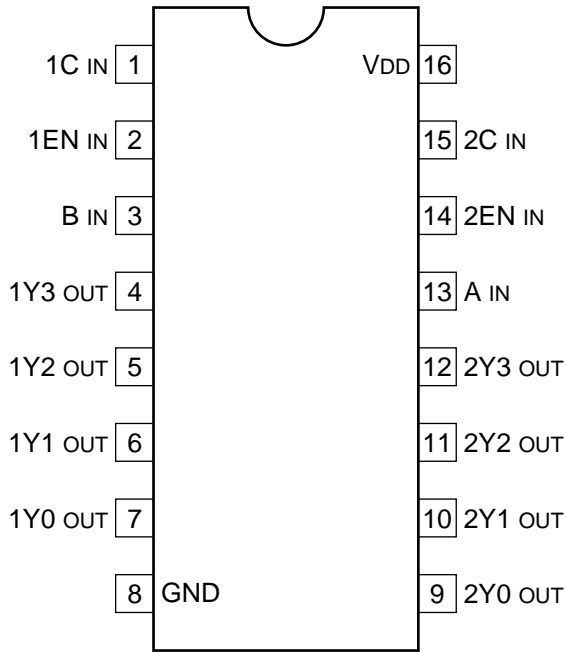 1C IN 1
1EN IN 2
B IN 3
1Y3 OUT 4
1Y2 OUT 5
1Y1 OUT 6
1Y0 OUT 7
8 GND
VDD 16
15 2C IN
14 2EN IN
13 A IN
12 2Y3 OUT
11 2Y2 OUT
10 2Y1 OUT
9 2Y0 OUT